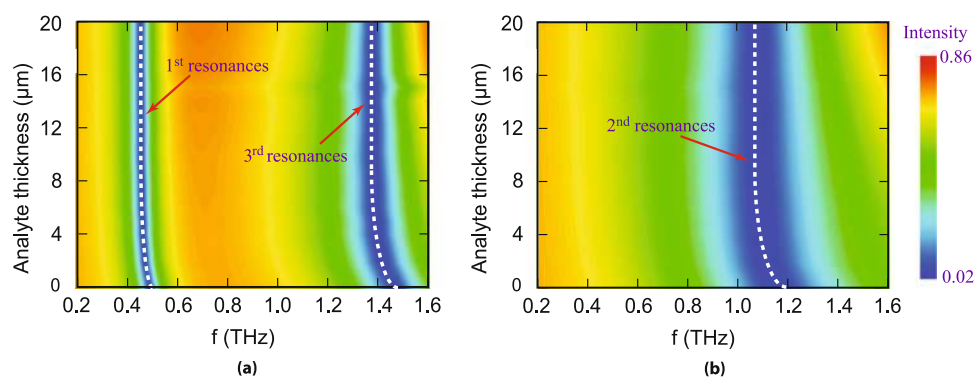 20
16
12
8
4
0
Analyte thickness (μm)
1st resonances
3rd resonances
0.2 0.4 0.6 0.8 1.0 1.2 1.4 1.6
f (THz)
(a)
20
16
12
8
4
0
Analyte thickness (μm)
2nd resonances
0.2 0.4 0.6 0.8 1.0 1.2 1.4 1.6
f (THz)
(b)
Intensity
0.86
0.02